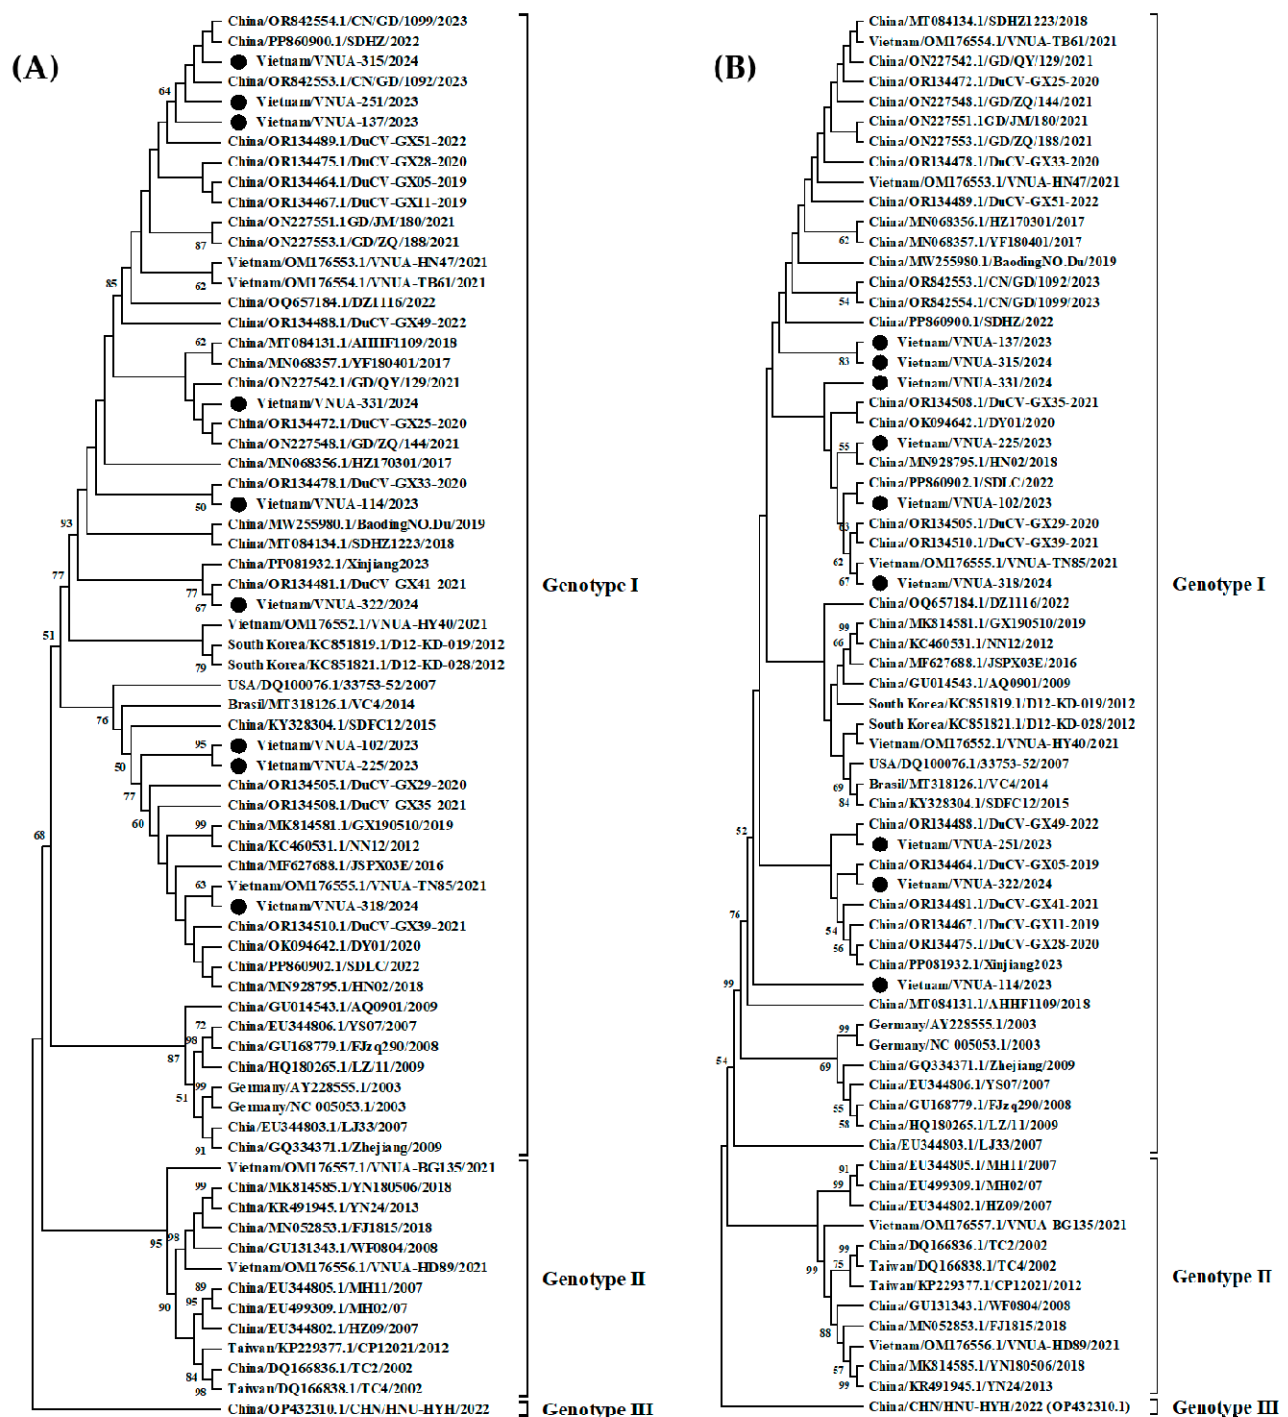 (A)
China/OR842554.1/CN/GD/1099/2023
China/PP860900.1/SDHZ/2022
Vietnam/VNUA-315/2024
China/OR842553.1/CN/GD/1092/2023
64
Vietnam/VNUA-251/2023
Vietnam/VNUA-137/2023
China/OR134489.1/DuCV-GX51-2022
China/OR134475.1/DuCV-GX28-2020
China/OR134464.1/DuCV-GX05-2019
China/OR134467.1/DuCV-GX11-2019
China/ON227551.1GD/JM/180/2021
87
China/ON227553.1/GD/ZQ/188/2021
Vietnam/OM176553.1/VNUA-HN47/2021
62
Vietnam/OM176554.1/VNUA-TB61/2021
85
China/OQ657184.1/DZ1116/2022
China/OR134488.1/DuCV-GX49-2022
62
China/MT084131.1/AHHF1109/2018
China/MN068357.1/YF180401/2017
China/ON227542.1/GD/QY/129/2021
Vietnam/VNUA-331/2024
China/OR134472.1/DuCV-GX25-2020
China/ON227548.1/GD/ZQ/144/2021
China/MN068356.1/HZ170301/2017
China/OR134478.1/DuCV-GX33-2020
50
Vietnam/VNUA-114/2023
93
China/MW255980.1/BaodingNO.Du/2019
China/MT084134.1/SDHZ1223/2018
77
China/PP081932.1/Xinjiang2023
77
China/OR134481.1/DuCV GX41 2021
67
Vietnam/VNUA-322/2024
Genotype I
51
Vietnam/OM176552.1/VNUA-HY40/2021
South Korea/KC851819.1/D12-KD-019/2012
79
South Korea/KC851821.1/D12-KD-028/2012
USA/DQ100076.1/33753-52/2007
76
Brasil/MT318126.1/VC4/2014
China/KY328304.1/SDFC12/2015
95
Vietnam/VNUA-102/2023
50
Vietnam/VNUA-225/2023
77
China/OR134505.1/DuCV-GX29-2020
60
China/OR134508.1/DuCV GX35 2021
68
99
China/MK814581.1/GX190510/2019
China/KC460531.1/NN12/2012
China/MF627688.1/JSPX03E/2016
63
Vietnam/OM176555.1/VNUA-TN85/2021
Vietnam/VNUA-318/2024
China/OR134510.1/DuCV-GX39-2021
China/OK094642.1/DY01/2020
China/PP860902.1/SDLC/2022
China/MN928795.1/HN02/2018
China/GU014543.1/AQ0901/2009
72
China/EU344806.1/YS07/2007
98
87
China/GU168779.1/FJzq290/2008
China/HQ180265.1/LZ/11/2009
99
51
Germany/AY228555.1/2003
Germany/NC 005053.1/2003
Chia/EU344803.1/LJ33/2007
91
China/GQ334371.1/Zhejiang/2009
Vietnam/OM176557.1/VNUA-BG135/2021
99
China/MK814585.1/YN180506/2018
China/KR491945.1/YN24/2013
China/MN052853.1/FJ1815/2018
98
95
China/GU131343.1/WF0804/2008
Vietnam/OM176556.1/VNUA-HD89/2021
Genotype II
89
China/EU344805.1/MH11/2007
90
95
China/EU499309.1/MH02/07
China/EU344802.1/HZ09/2007
Taiwan/KP229377.1/CP12021/2012
84
China/DQ166836.1/TC2/2002
98
Taiwan/DQ166838.1/TC4/2002
China/OP432310.1/CHN/HNU-HYH/2022
Genotype III
(B)
China/MT084134.1/SDHZ1223/2018
Vietnam/OM176554.1/VNUA-TB61/2021
China/ON227542.1/GD/QY/129/2021
China/OR134472.1/DuCV-GX25-2020
China/ON227548.1/GD/ZQ/144/2021
China/ON227551.1GD/JM/180/2021
China/ON227553.1/GD/ZQ/188/2021
China/OR134478.1/DuCV-GX33-2020
Vietnam/OM176553.1/VNUA-HN47/2021
China/OR134489.1/DuCV-GX51-2022
China/MN068356.1/HZ170301/2017
62
China/MN068357.1/YF180401/2017
China/MW255980.1/BaodingNO.Du/2019
China/OR842553.1/CN/GD/1092/2023
54
China/OR842554.1/CN/GD/1099/2023
China/PP860900.1/SDHZ/2022
Vietnam/VNUA-137/2023
83
Vietnam/VNUA-315/2024
Vietnam/VNUA-331/2024
China/OR134508.1/DuCV-GX35-2021
China/OK094642.1/DY01/2020
55
Vietnam/VNUA-225/2023
China/MN928795.1/HN02/2018
China/PP860902.1/SDLC/2022
Vietnam/VNUA-102/2023
63
China/OR134505.1/DuCV-GX29-2020
China/OR134510.1/DuCV-GX39-2021
62
Vietnam/OM176555.1/VNUA-TN85/2021
67
Vietnam/VNUA-318/2024
Genotype I
China/OQ657184.1/DZ1116/2022
99
China/MK814581.1/GX190510/2019
66
China/KC460531.1/NN12/2012
China/MF627688.1/JSPX03E/2016
China/GU014543.1/AQ0901/2009
South Korea/KC851819.1/D12-KD-019/2012
South Korea/KC851821.1/D12-KD-028/2012
Vietnam/OM176552.1/VNUA-HY40/2021
USA/DQ100076.1/33753-52/2007
69
Brasil/MT318126.1/VC4/2014
84
China/KY328304.1/SDFC12/2015
52
China/OR134488.1/DuCV-GX49-2022
Vietnam/VNUA-251/2023
China/OR134464.1/DuCV-GX05-2019
Vietnam/VNUA-322/2024
76
China/OR134481.1/DuCV-GX41-2021
54
China/OR134467.1/DuCV-GX11-2019
56
China/OR134475.1/DuCV-GX28-2020
China/PP081932.1/Xinjiang2023
99
Vietnam/VNUA-114/2023
China/MT084131.1/AHHF1109/2018
99
Germany/AY228555.1/2003
Germany/NC 005053.1/2003
54
69
China/GQ334371.1/Zhejiang/2009
China/EU344806.1/YS07/2007
55
China/GU168779.1/FJzq290/2008
58
China/HQ180265.1/LZ/11/2009
Chia/EU344803.1/LJ33/2007
91
China/EU344805.1/MH11/2007
99
China/EU499309.1/MH02/07
China/EU344802.1/HZ09/2007
Vietnam/OM176557.1/VNUA BG135/2021
99
China/DQ166836.1/TC2/2002
99
75
Taiwan/DQ166838.1/TC4/2002
Taiwan/KP229377.1/CP12021/2012
Genotype II
China/GU131343.1/WF0804/2008
88
China/MN052853.1/FJ1815/2018
Vietnam/OM176556.1/VNUA-HD89/2021
57
China/MK814585.1/YN180506/2018
99
China/KR491945.1/YN24/2013
China/CHN/HNU-HYH/2022 (OP432310.1)
Genotype III